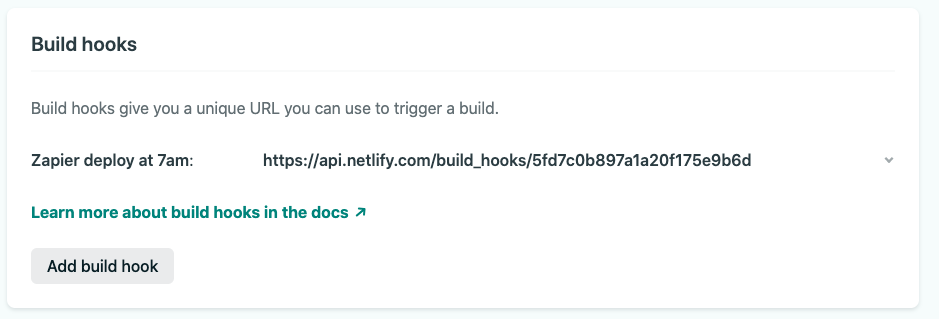 Build hooks
Build hooks give you a unique URL you can use to trigger a build.
Zapier deploy at 7am: https://api.netlify.com/build_hooks/5fd7c0b897a1a20f175e9b6d
Learn more about build hooks in the docs ↗
Add build hook